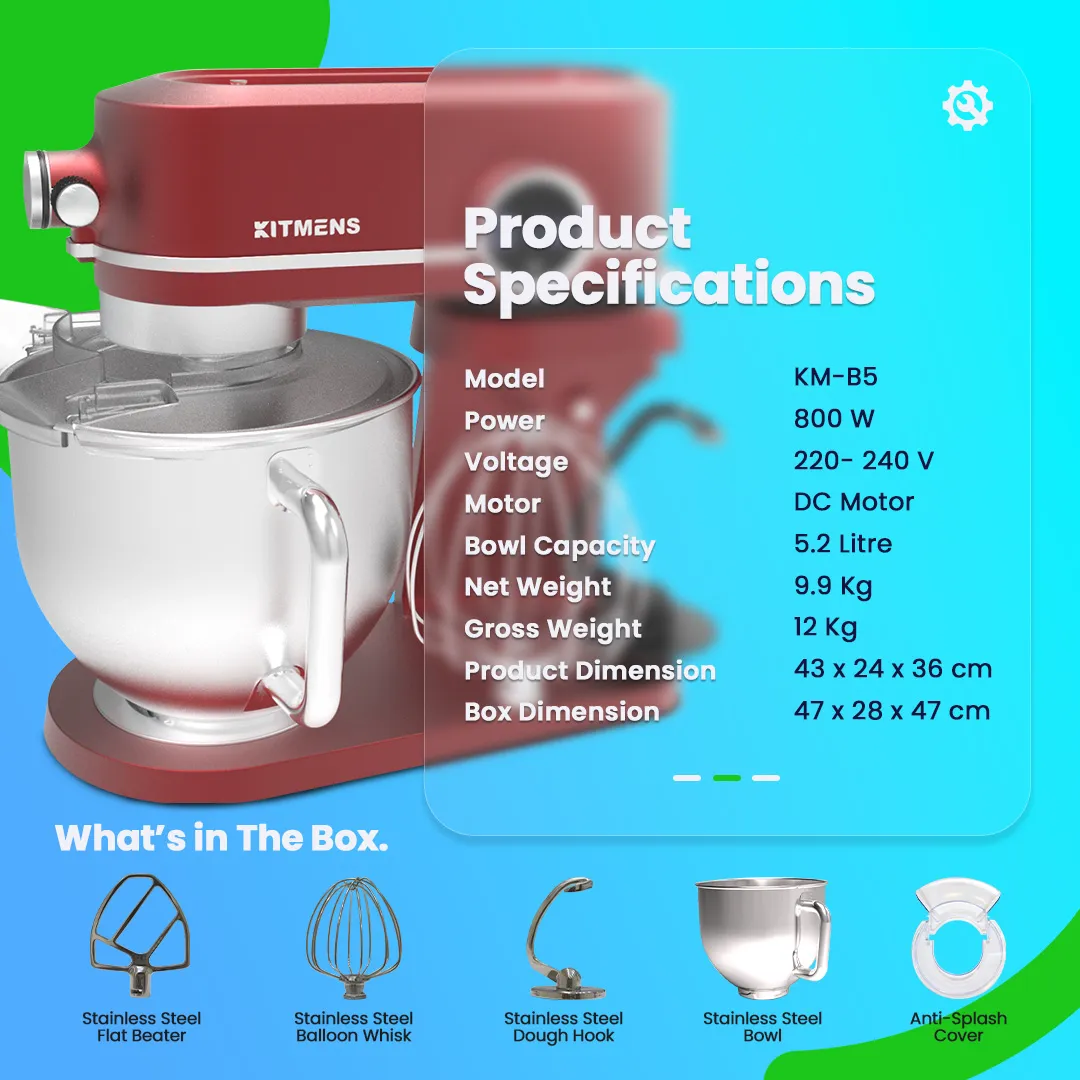 KITMENS
Product
Specifications
Model KM-B5
Power 800 W
Voltage 220- 240 V
Motor DC Motor
Bowl Capacity 5.2 Litre
Net Weight 9.9 Kg
Gross Weight 12 Kg
Product Dimension 43 x 24 x 36 cm
Box Dimension 47 x 28 x 47 cm
What's in The Box.
Stainless Steel
Flat Beater
Stainless Steel
Balloon Whisk
Stainless Steel
Dough Hook
Stainless Steel
Bowl
Anti-Splash
Cover